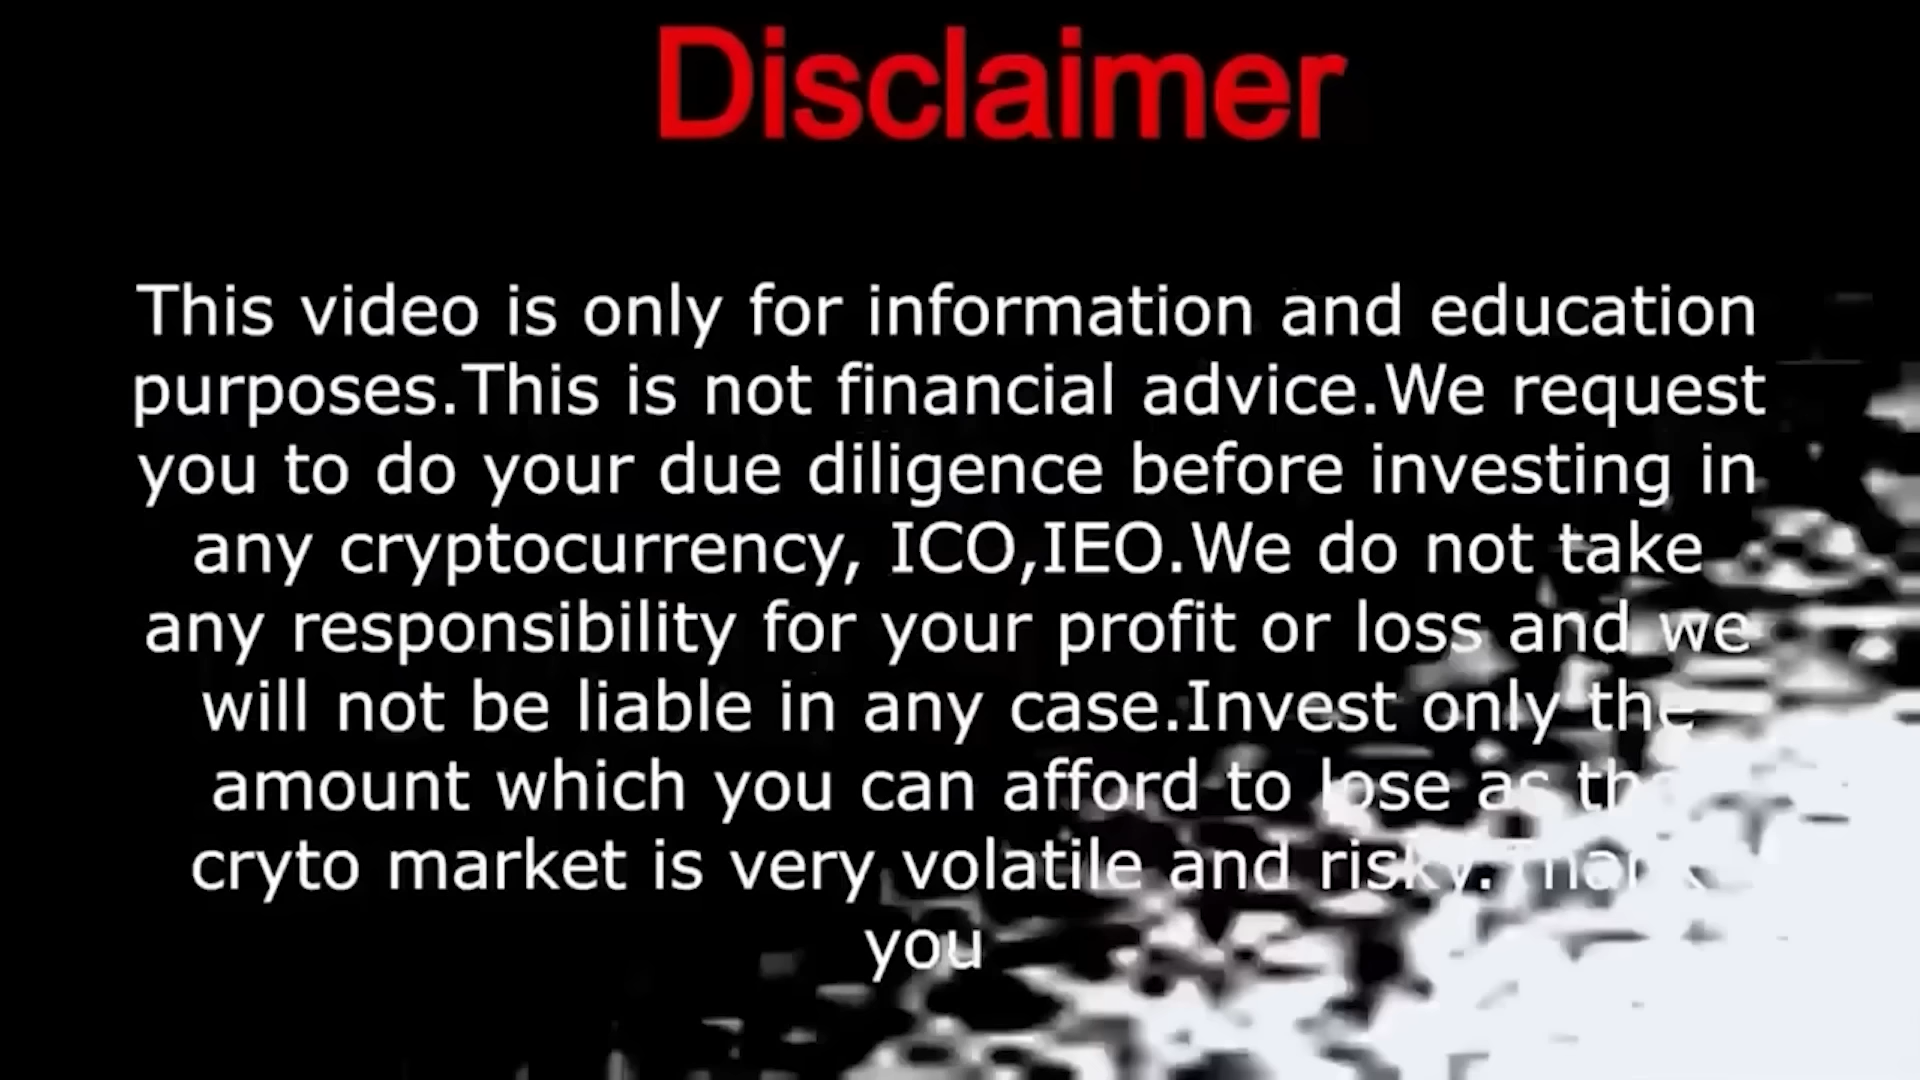 Disclaimer
This video is only for information and education
purposes.This is not financial advice.We request
you to do your due diligence before investing in
any cryptocurrency, ICO,IEO.We do not take
any responsibility for your profit or loss and we
will not be liable in any case.Invest only the
amount which you can afford to lose as the
cryto market is very volatile and risky.Thank
you